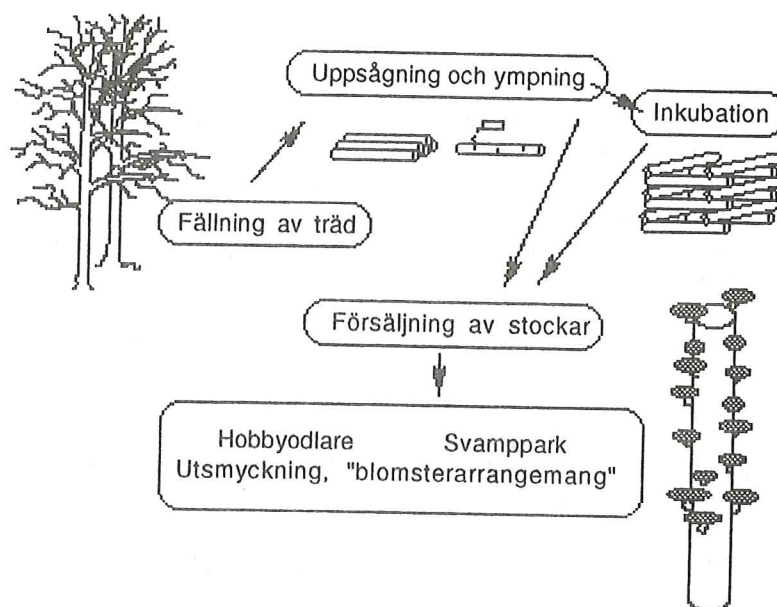 Uppsågning och ympning
Inkubation
Fällning av träd
Försäljning av stockar
Hobbyodlare Svamppark
Utsmyckning, "blomsterarrangemang"